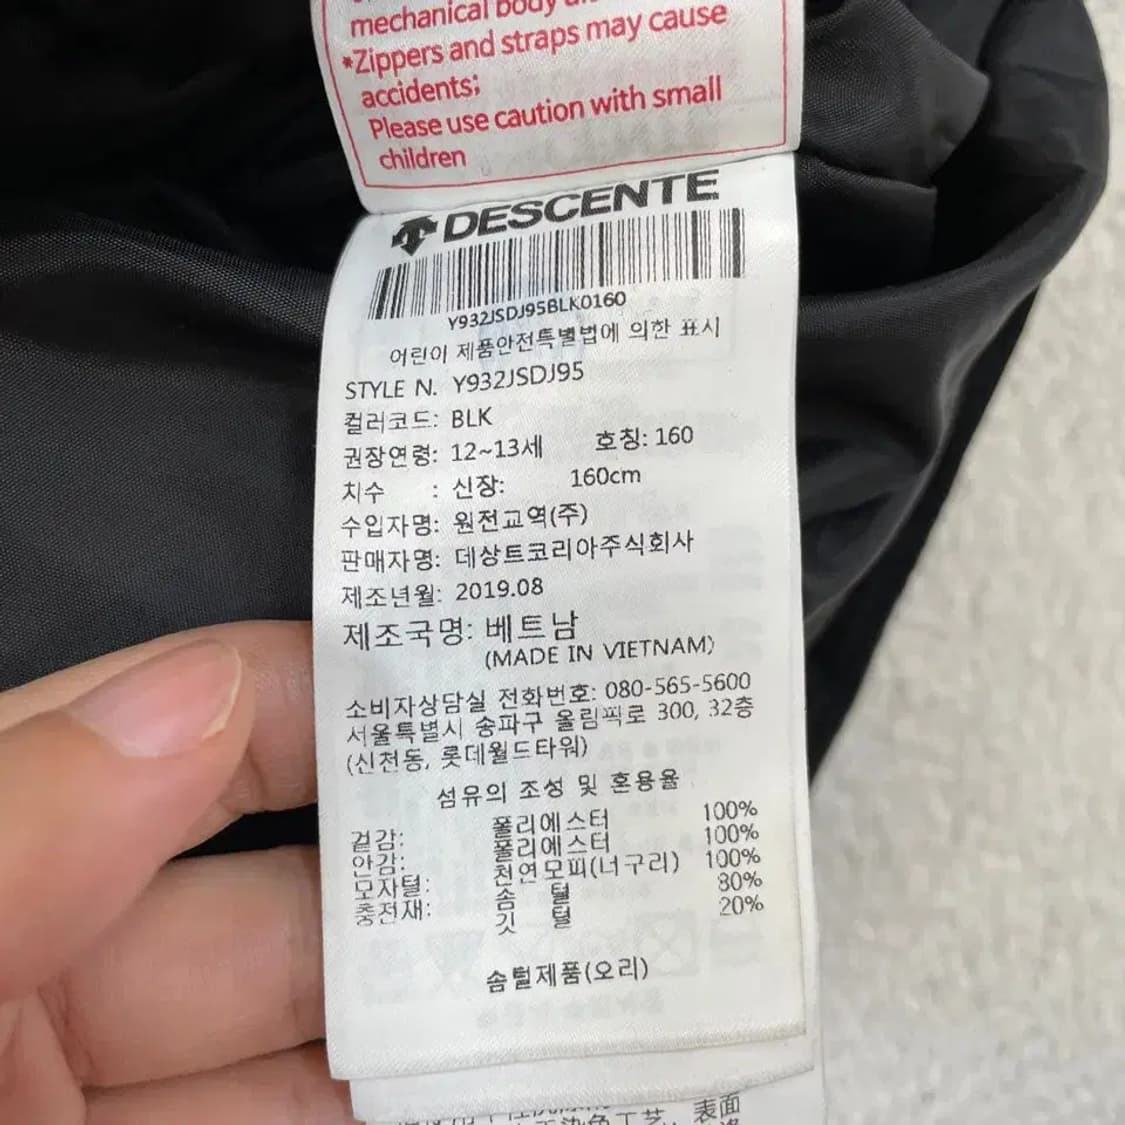 mechanical body
*Zippers and straps may cause
accidents;
Please use caution with small
children
DESCENTE
Y932JSDJ95BLK0160
어린이 제품안전특별법에 의한 표시
STYLE N. Y932JSDJ95
컬러코드: BLK
권장연령: 12~13세 호칭: 160
치수 : 신장: 160cm
수입자명: 원전교역(주)
판매자명: 데상트코리아주식회사
제조년월: 2019.08
제조국명: 베트남
(MADE IN VIETNAM)
소비자상담실 전화번호: 080-565-5600
서울특별시 송파구 올림픽로 300, 32층
(신천동, 롯데월드타워)
섬유의 조성 및 혼용율
겉감: 폴리에스터 100%
안감: 폴리에스터 100%
모자털: 천연모피(너구리) 100%
충전재: 솜 털 80%
깃 털 20%
솜털제품(오리)
染色工艺, 表面